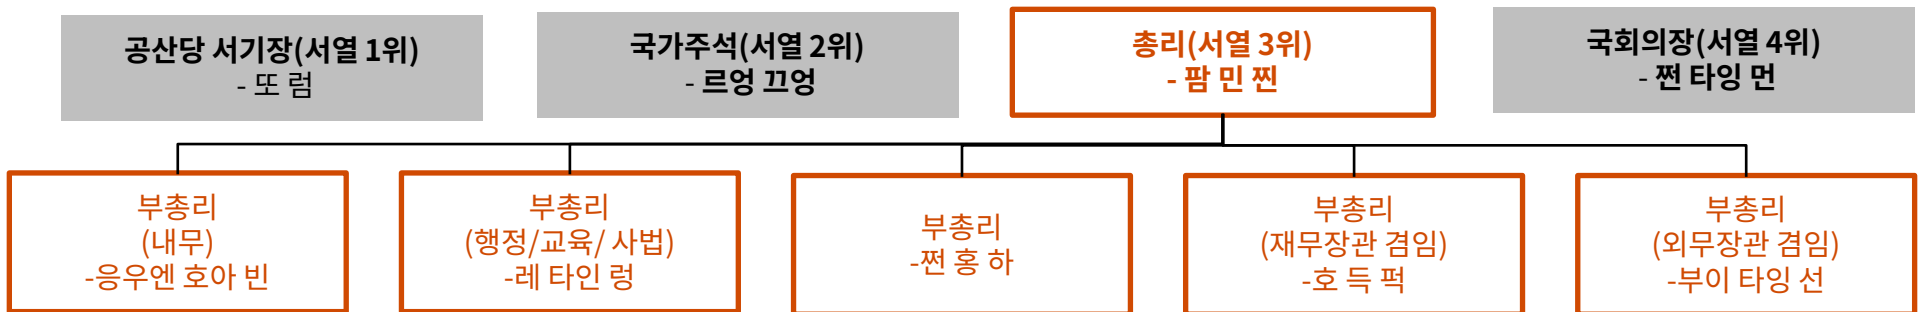 공산당 서기장(서열 1위)
- 또 럼
국가주석(서열 2위)
- 르엉 끄엉
총리(서열 3위)
- 팜 민 찐
국회의장(서열 4위)
- 쩐 타잉 먼
부총리
(내무)
-응우엔 호아 빈
부총리
(행정/교육/ 사법)
-레 타인 렁
부총리
-쩐 홍 하
부총리
(재무장관 겸임)
-호 득 퍽
부총리
(외무장관 겸임)
-부이 타잉 선